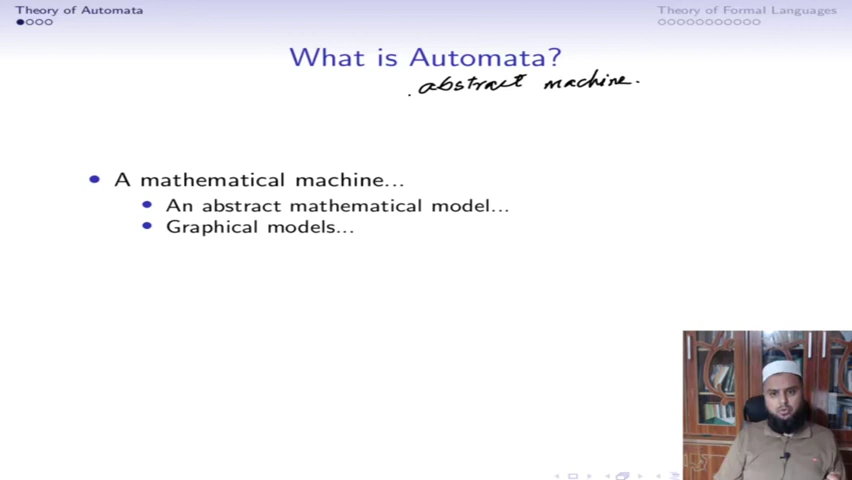 Theory of Automata
Theory of Formal Languages
What is Automata?
. abstract machine.
A mathematical machine...
An abstract mathematical model...
Graphical models...